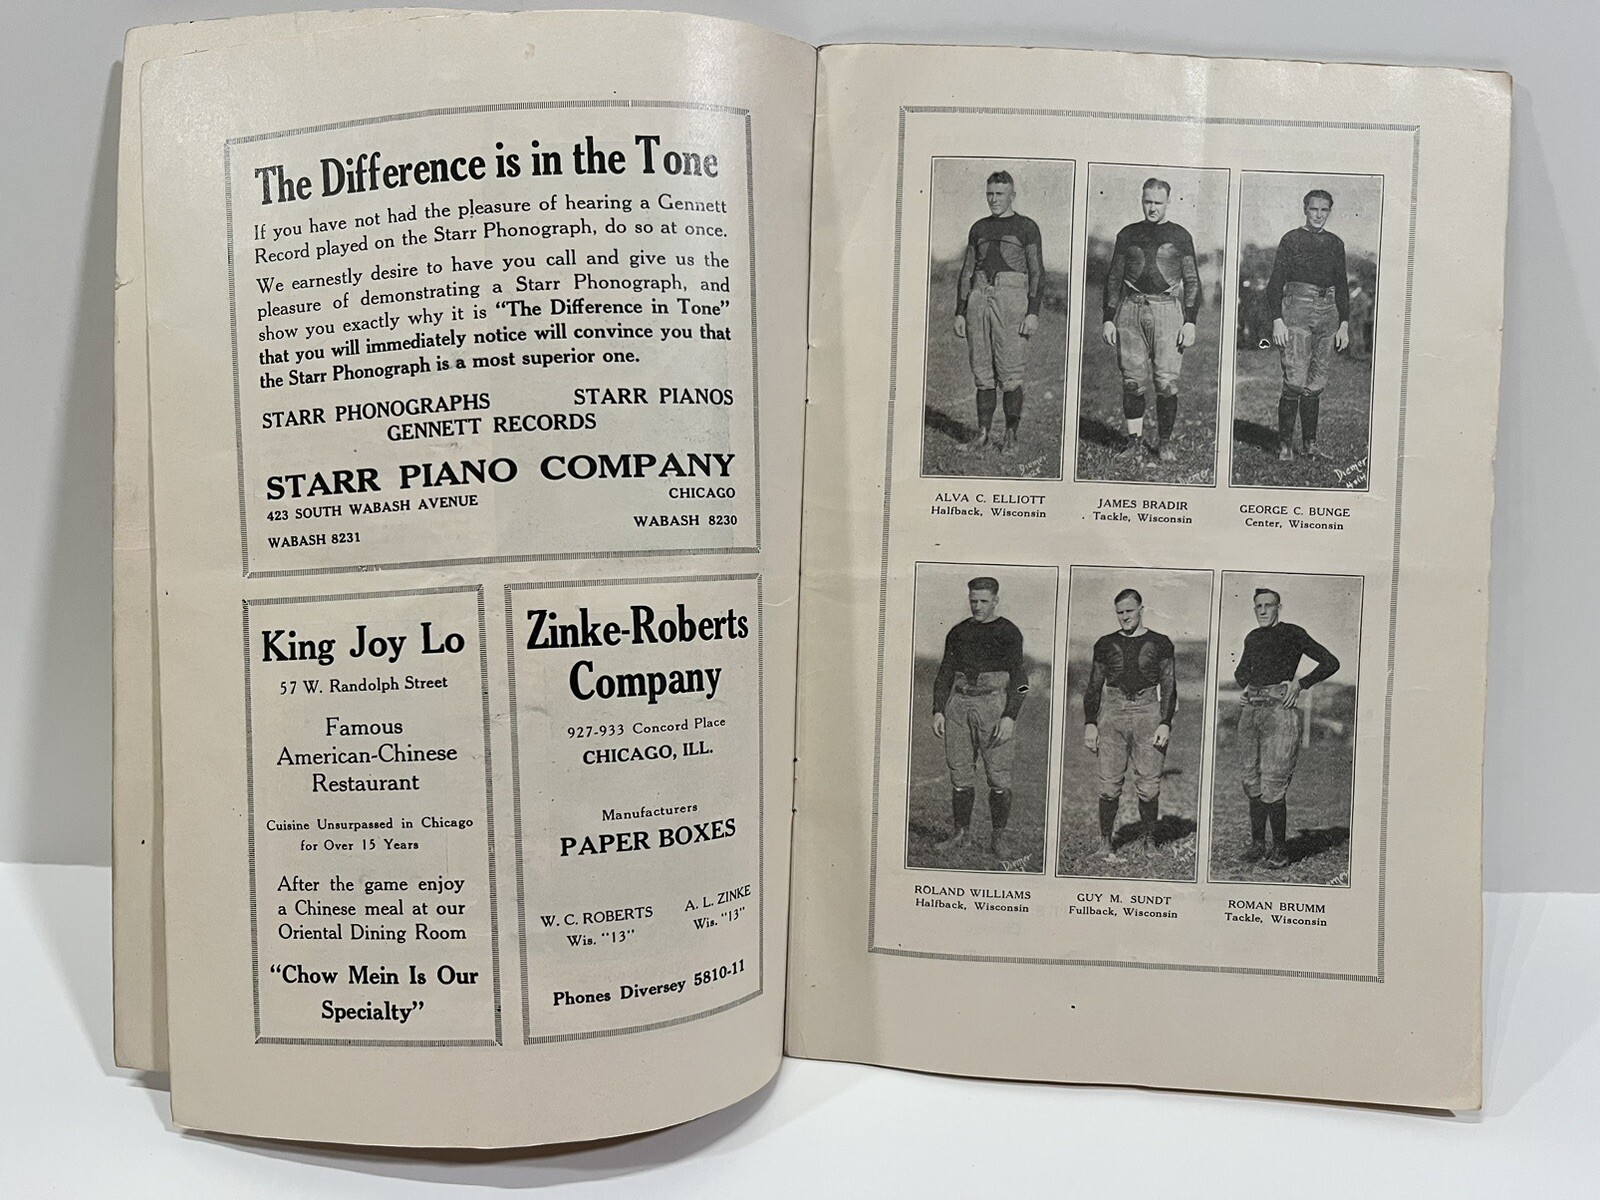 The Difference is in the Tone
If you have not had the pleasure of hearing a Gennett
Record played on the Starr Phonograph, do so at once.
We earnestly desire to have you call and give us the
pleasure of demonstrating a Starr Phonograph, and
show you exactly why it is "The Difference in Tone"
that you will immediately notice will convince you that
the Starr Phonograph is a most superior one.
STARR PHONOGRAPHS STARR PIANOS
GENNETT RECORDS
STARR PIANO COMPANY
423 SOUTH WABASH AVENUE CHICAGO
WABASH 8231 WABASH 8230
King Joy Lo
57 W. Randolph Street
Famous
American-Chinese
Restaurant
Cuisine Unsurpassed in Chicago
for Over 15 Years
After the game enjoy
a Chinese meal at our
Oriental Dining Room
"Chow Mein Is Our
Specialty"
Zinke-Roberts
Company
927-933 Concord Place
CHICAGO, ILL.
Manufacturers
PAPER BOXES
W. C. ROBERTS A. L. ZINKE
Wis. "13" Wis. "13"
Phones Diversey 5810-11
Diemer
Diemer
Diemer
ALVA C. ELLIOTT
Halfback, Wisconsin
JAMES BRADIR
Tackle, Wisconsin
GEORGE C. BUNGE
Center, Wisconsin
Diemer
ROLAND WILLIAMS
Halfback, Wisconsin
GUY M. SUNDT
Fullback, Wisconsin
ROMAN BRUMM
Tackle, Wisconsin